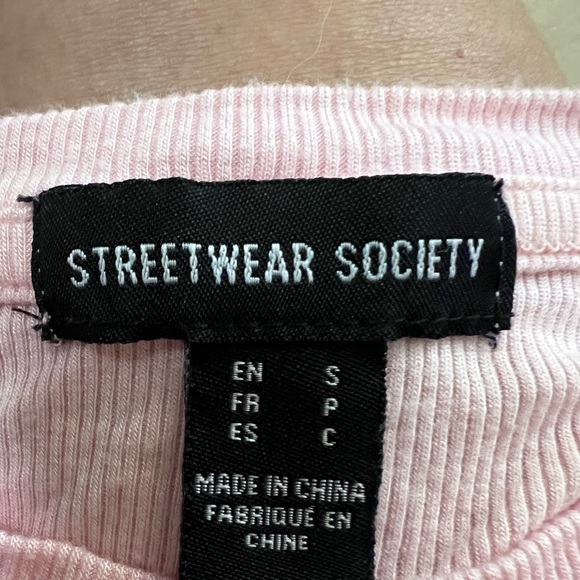 STREETWEAR SOCIETY
EN S
FR P
ES C
MADE IN CHINA
FABRIQUÉ EN
CHINE